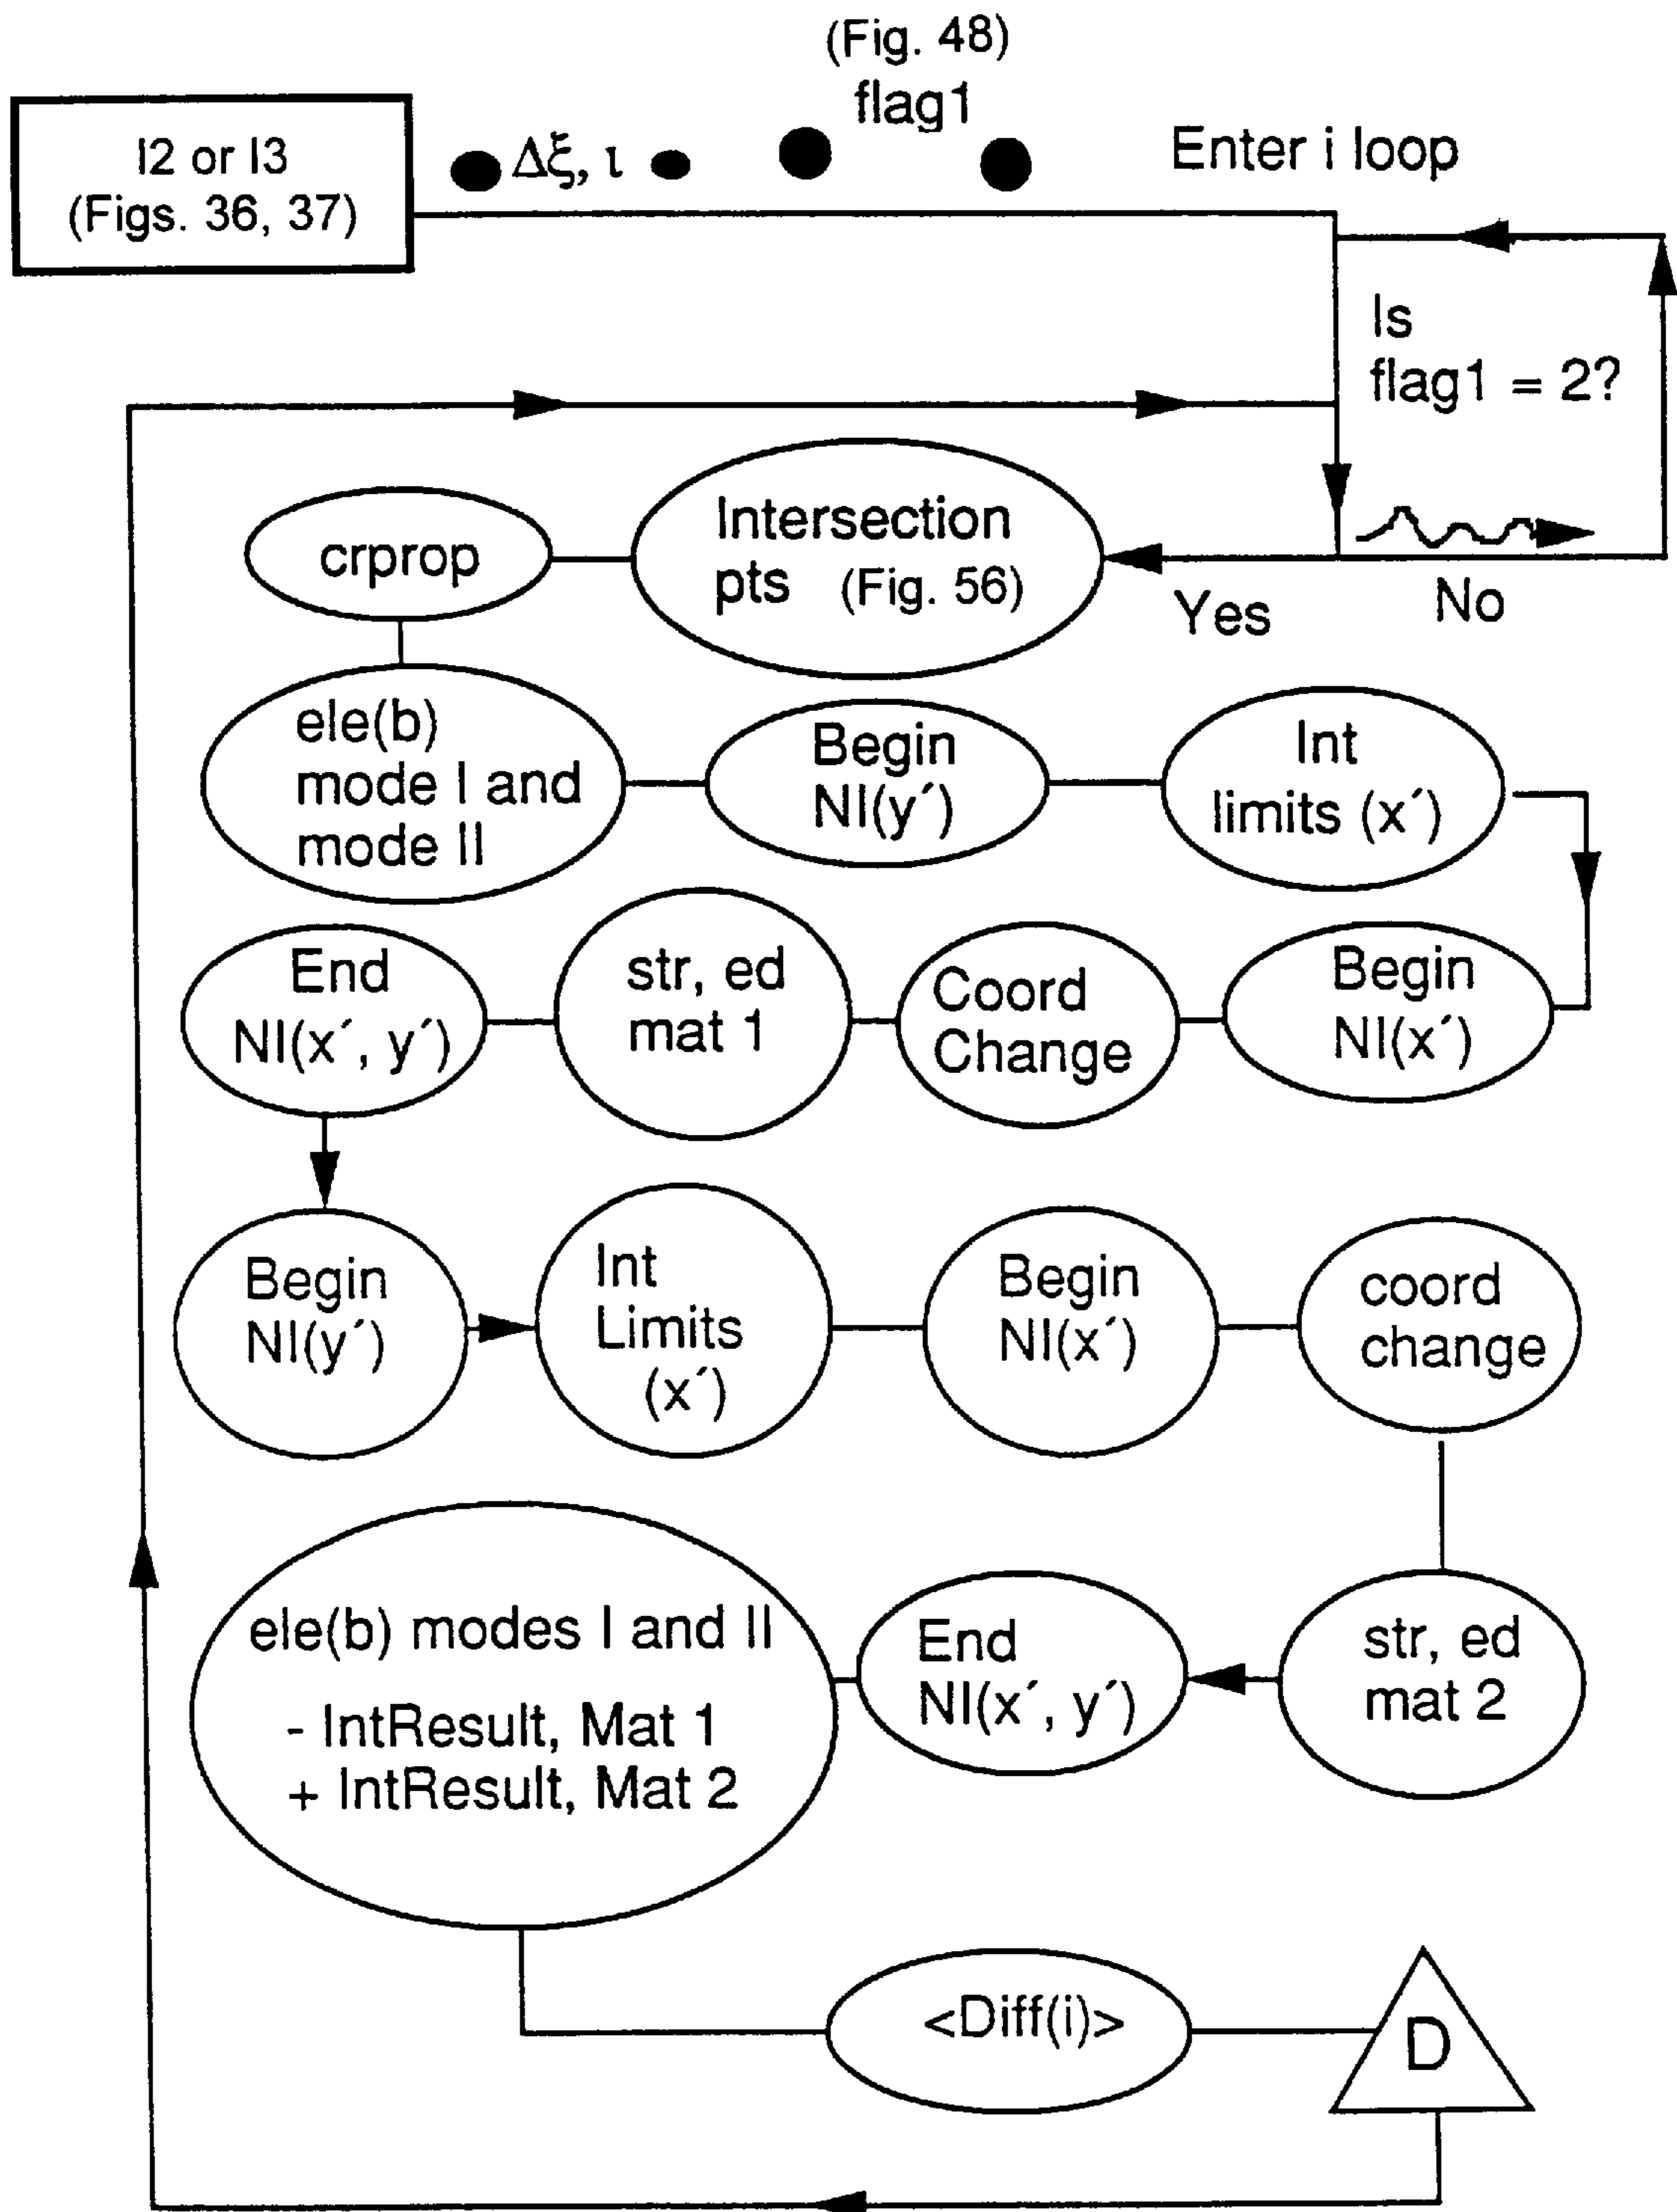 (Fig. 48)
flag1
I2 or I3
(Figs. 36, 37)
Δξ, ι
Enter i loop
Is
flag1 = 2?
Intersection
pts (Fig. 56)
crprop
Yes
No
ele(b)
mode I and
mode II
Begin
NI(y´)
Int
limits (x´)
End
NI(x´, y´)
str, ed
mat 1
Coord
Change
Begin
NI(x´)
Begin
NI(y´)
Int
Limits
(x´)
Begin
NI(x´)
coord
change
ele(b) modes I and II
- IntResult, Mat 1
+ IntResult, Mat 2
End
NI(x´, y´)
str, ed
mat 2
<Diff(i)>
D